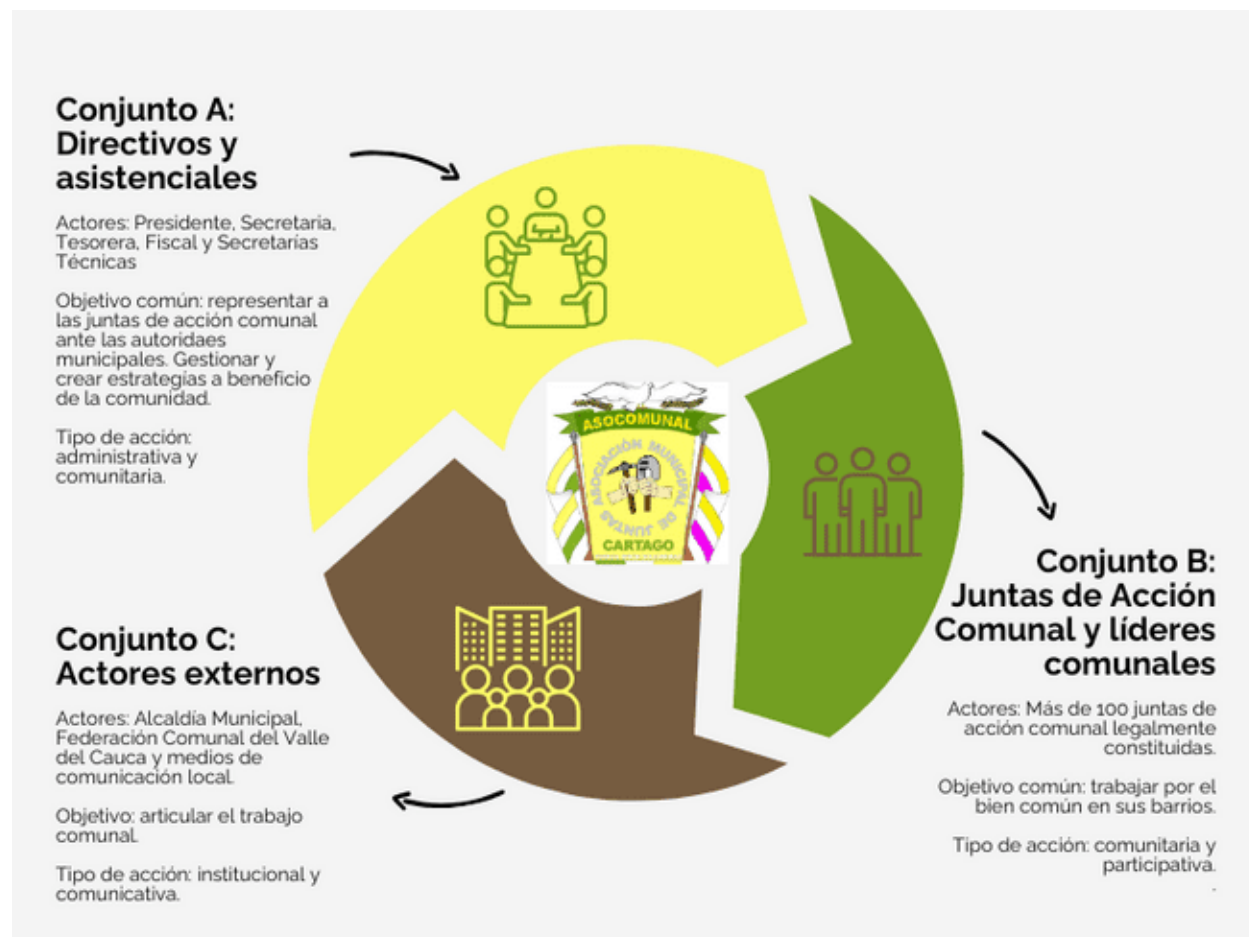 Conjunto A:
Directivos y
asistenciales
Actores: Presidente, Secretaria,
Tesorera, Fiscal y Secretarías
Técnicas
Objetivo común: representar a
las juntas de acción comunal
ante las autoridaes
municipales. Gestionar y
crear estrategias a beneficio
de la comunidad.
Tipo de acción:
administrativa y
comunitaria.
ASOCOMUNAL
ASOCIACIÓN MUNICIPAL DE JUNTAS
CARTAGO
Conjunto B:
Juntas de Acción
Comunal y líderes
comunales
Actores: Más de 100 juntas de
acción comunal legalmente
constituidas.
Objetivo común: trabajar por el
bien común en sus barrios.
Tipo de acción: comunitaria y
participativa.
.
Conjunto C:
Actores externos
Actores: Alcaldía Municipal,
Federación Comunal del Valle
del Cauca y medios de
comunicación local.
Objetivo: articular el trabajo
comunal.
Tipo de acción: institucional y
comunicativa.